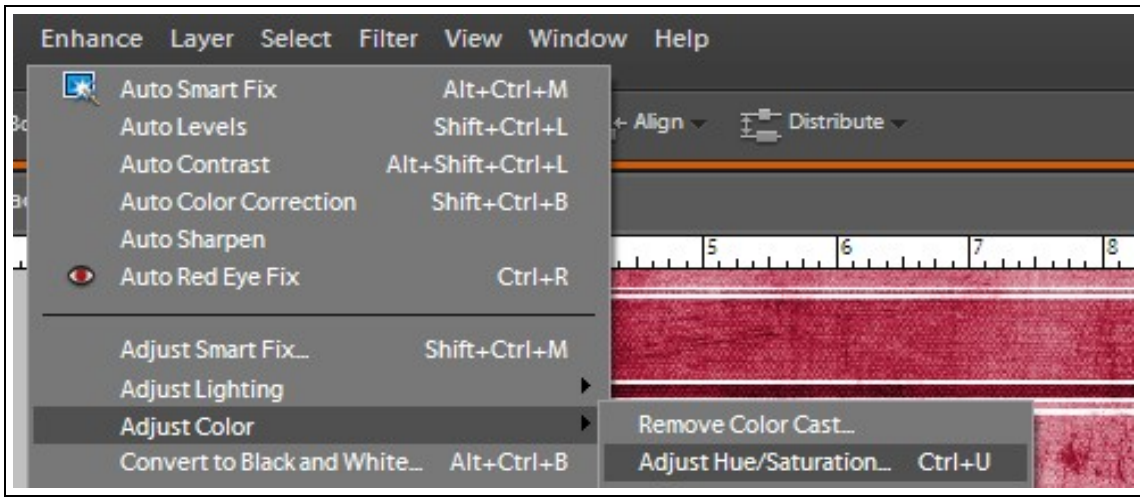 Enhance Layer Select Filter View Window Help
Auto Smart Fix Alt+Ctrl+M
Auto Levels Shift+Ctrl+L
Auto Contrast Alt+Shift+Ctrl+L
Auto Color Correction Shift+Ctrl+B
Auto Sharpen
Auto Red Eye Fix Ctrl+R
Adjust Smart Fix... Shift+Ctrl+M
Adjust Lighting
Adjust Color
Convert to Black and White... Alt+Ctrl+B
Align Distribute
5 6 7 8
Remove Color Cast...
Adjust Hue/Saturation... Ctrl+U